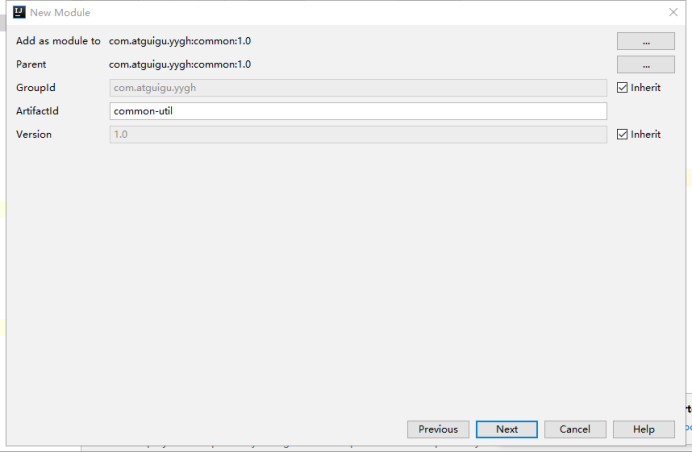 New Module
Add as module to com.atguigu.yygh:common:1.0 ...
Parent com.atguigu.yygh:common:1.0 ...
GroupId com.atguigu.yygh Inherit
ArtifactId common-util
Version 1.0 Inherit
Previous Next Cancel Help